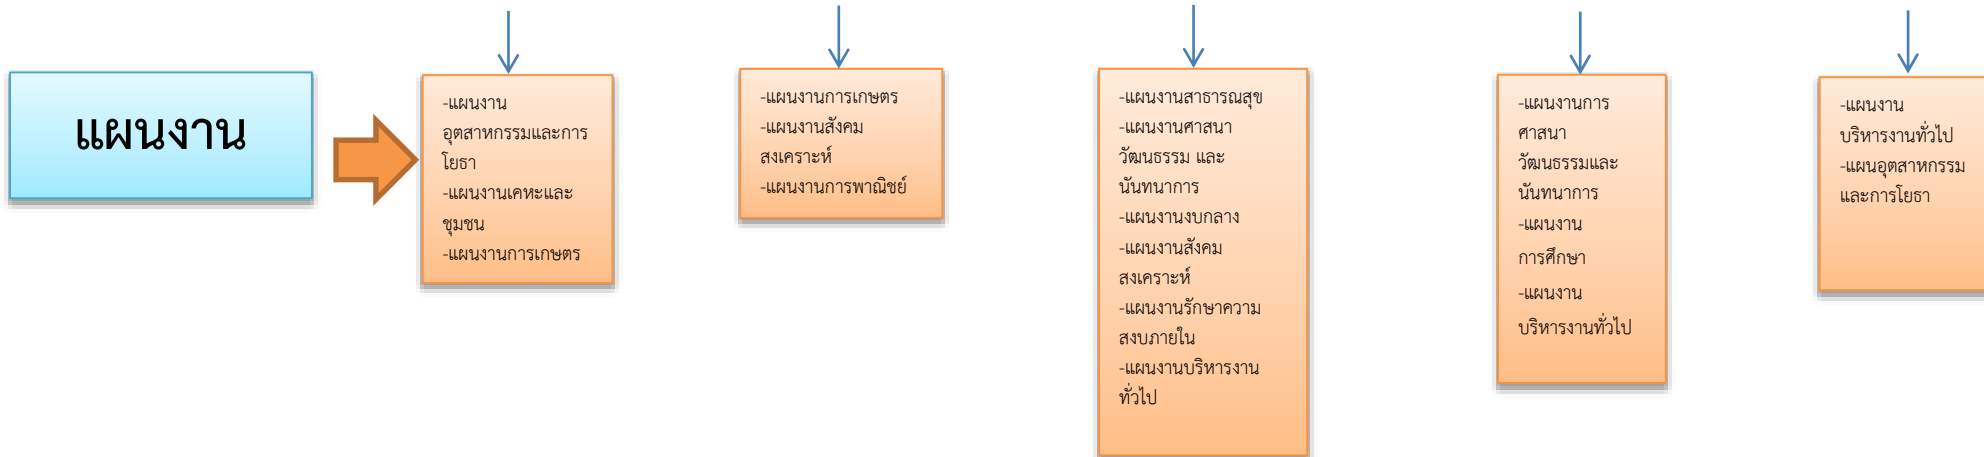 แผนงาน
-แผนงาน
อุตสาหกรรมและการ
โยธา
-แผนงานเคหะและ
ชุมชน
-แผนงานการเกษตร
-แผนงานการเกษตร
-แผนงานสังคม
สงเคราะห์
-แผนงานการพาณิชย์
-แผนงานสาธารณสุข
-แผนงานศาสนา
วัฒนธรรม และ
นันทนาการ
-แผนงานงบกลาง
-แผนงานสังคม
สงเคราะห์
-แผนงานรักษาความ
สงบภายใน
-แผนงานบริหารงาน
ทั่วไป
-แผนงานการ
ศาสนา
วัฒนธรรมและ
นันทนาการ
-แผนงาน
การศึกษา
-แผนงาน
บริหารงานทั่วไป
-แผนงาน
บริหารงานทั่วไป
-แผนอุตสาหกรรม
และการโยธา